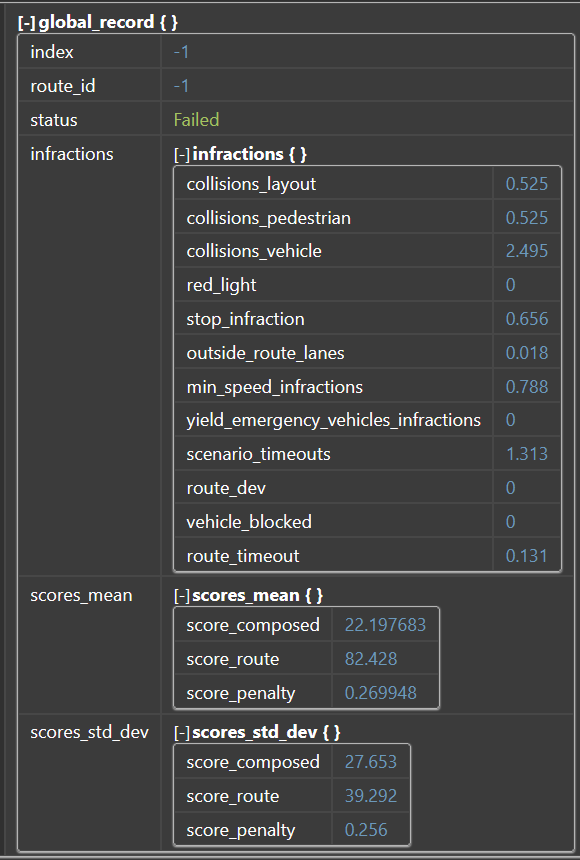 [-]global_record { }
index -1
route_id -1
status Failed
infractions [-]infractions { }
collisions_layout 0.525
collisions_pedestrian 0.525
collisions_vehicle 2.495
red_light 0
stop_infraction 0.656
outside_route_lanes 0.018
min_speed_infractions 0.788
yield_emergency_vehicles_infractions 0
scenario_timeouts 1.313
route_dev 0
vehicle_blocked 0
route_timeout 0.131
scores_mean [-]scores_mean { }
score_composed 22.197683
score_route 82.428
score_penalty 0.269948
scores_std_dev [-]scores_std_dev { }
score_composed 27.653
score_route 39.292
score_penalty 0.256